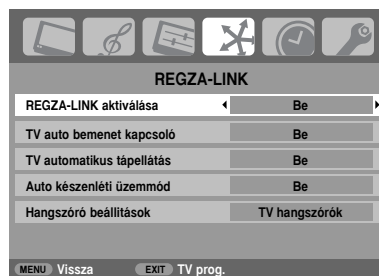 REGZA-LINK
REGZA-LINK aktiválása Be
TV auto bemenet kapcsoló Be
TV automatikus tápellátás Be
Auto készenléti üzemmód Be
Hangszóró beállitások TV hangszórók
MENU Vissza EXIT TV prog.